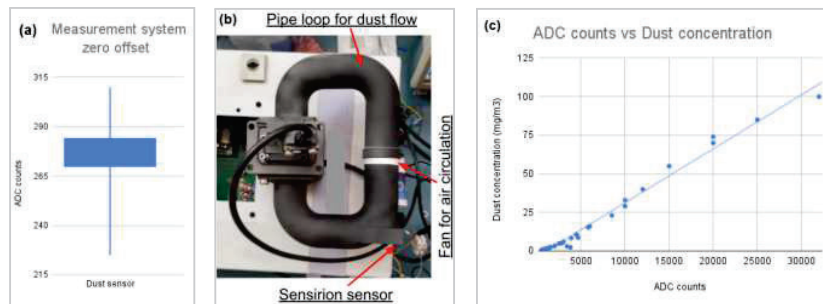 (a)
Measurement system
zero offset
315
290
265
240
215
ADC counts
Dust sensor
(b)
Pipe loop for dust flow
Fan for air circulation
Sensirion sensor
(c)
ADC counts vs Dust concentration
125
100
75
50
25
0
Dust concentration (mg/m3)
5000 10000 15000 20000 25000 30000
ADC counts